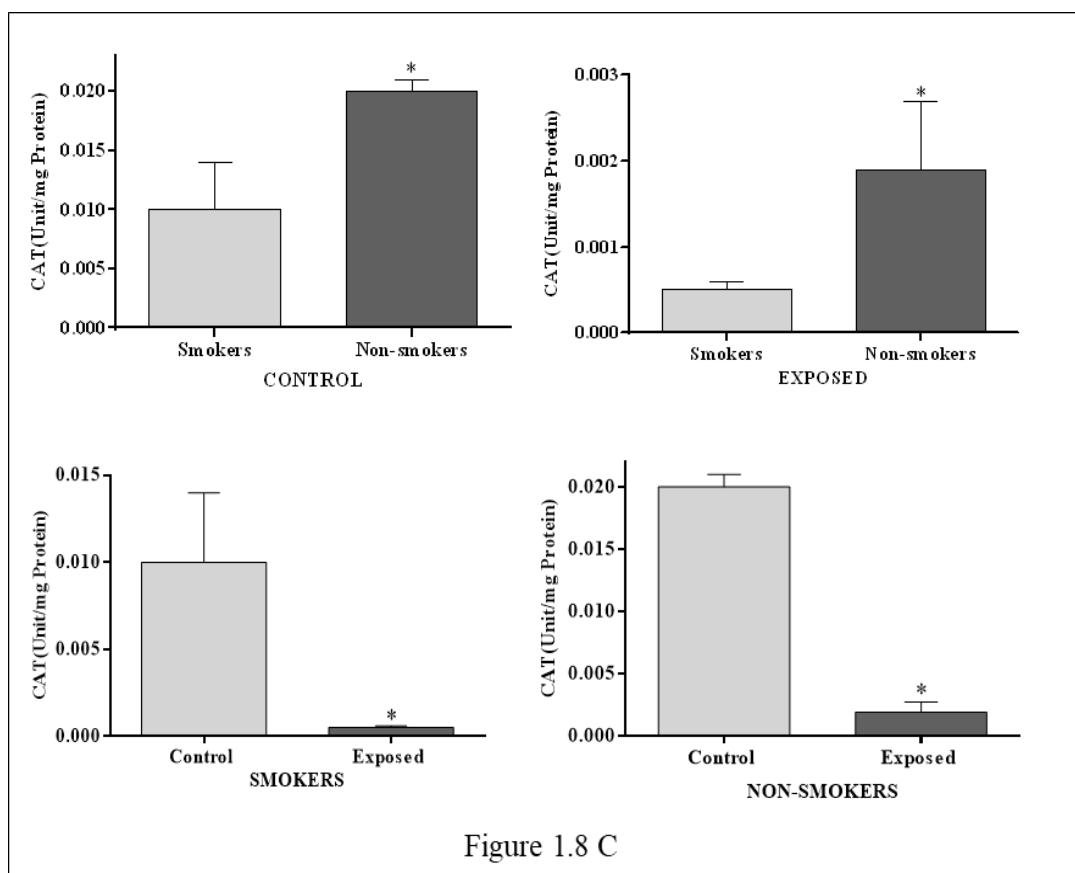 CAT(Unit/mg Protein)
0.020
0.015
0.010
0.005
0.000
*
Smokers Non-smokers
CONTROL
CAT(Unit/mg Protein)
0.003
0.002
0.001
0.000
*
Smokers Non-smokers
EXPOSED
CAT(Unit/mg Protein)
0.015
0.010
0.005
0.000
*
Control Exposed
SMOKERS
CAT(Unit/mg Protein)
0.020
0.015
0.010
0.005
0.000
*
Control Exposed
NON-SMOKERS
Figure 1.8 C